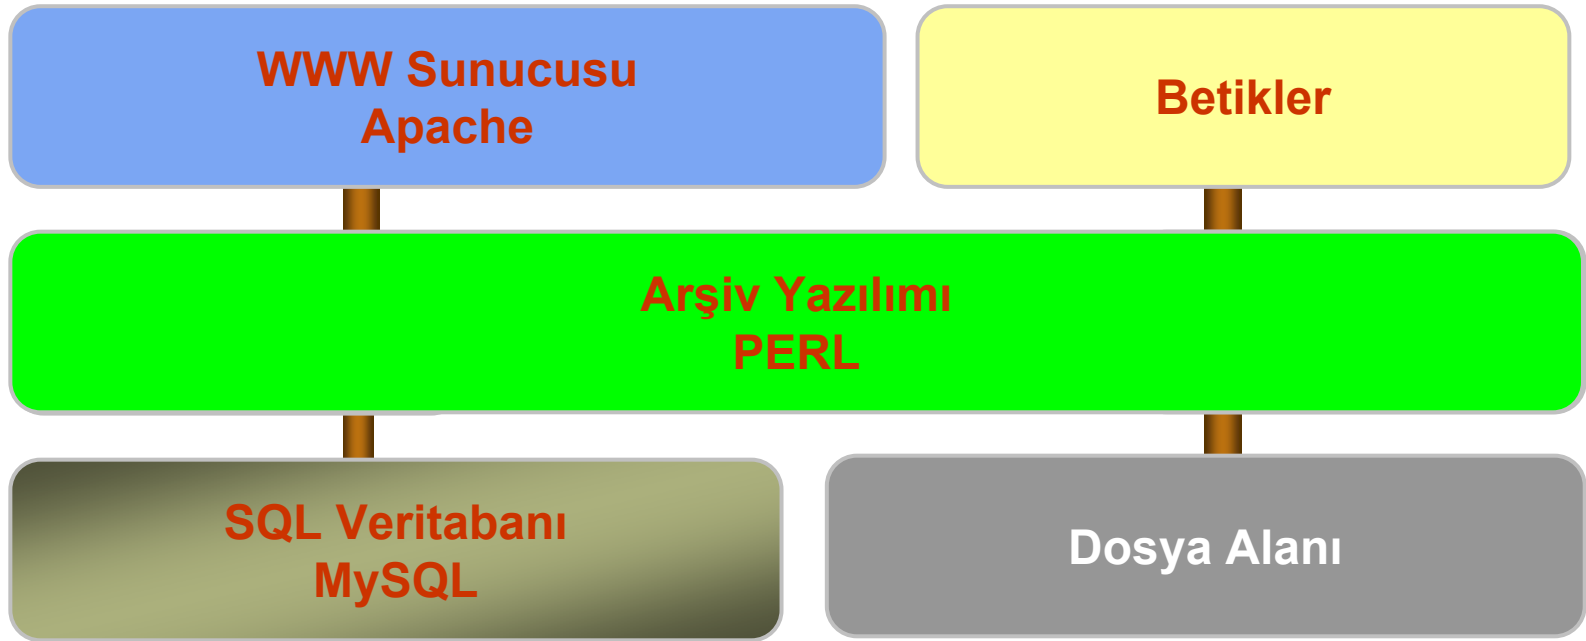 WWW Sunucusu
Apache
Betikler
Arşiv Yazılımı
PERL
SQL Veritabanı
MySQL
Dosya Alanı